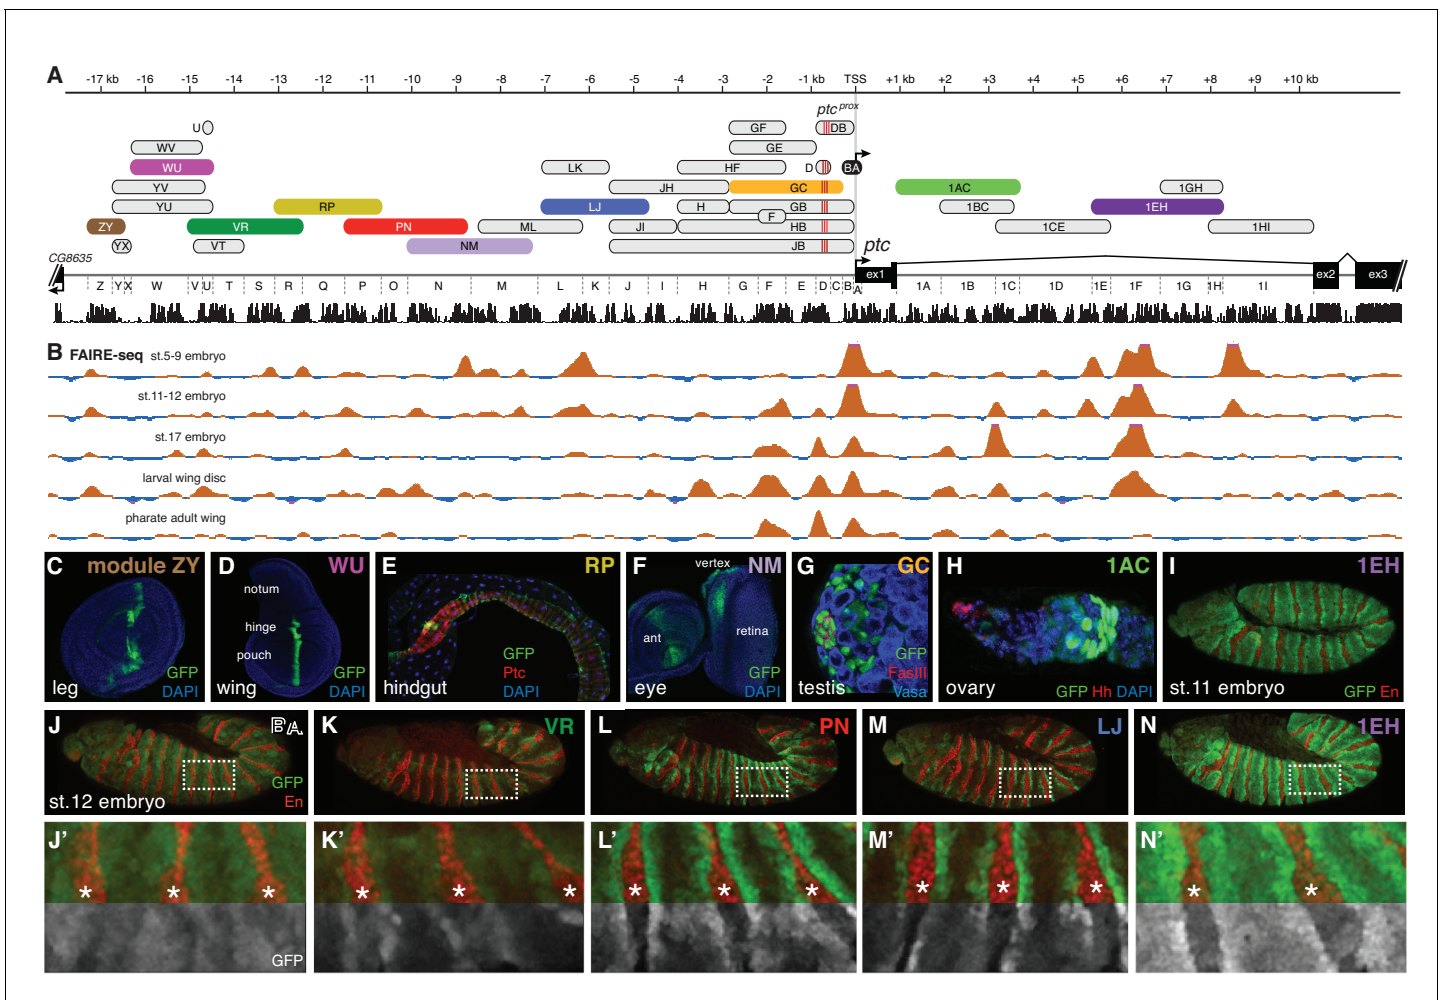 A
-17 kb -16 -15 -14 -13 -12 -11 -10 -9 -8 -7 -6 -5 -4 -3 -2 -1 kb TSS +1 kb +2 +3 +4 +5 +6 +7 +8 +9 +10 kb
ptc prox
U GF DB
WV GE
WU LK HF D BA
YV JH GC 1AC 1GH
YU RP LJ H GB 1BC 1EH
F
ZY VR PN ML JI HB 1CE 1HI
YX VT NM JB ptc
CG8635
ex1 ex2 ex3
Z Y X W V U T S R Q P O N M L K J I H G F E D C B A 1A 1B 1C 1D 1E 1F 1G 1H 1I
B FAIRE-seq st.5-9 embryo
st.11-12 embryo
st.17 embryo
larval wing disc
pharate adult wing
C module ZY
GFP
DAPI
leg
D WU
notum
hinge
pouch
GFP
DAPI
wing
E RP
GFP
Ptc
DAPI
hindgut
F NM
vertex
ant
retina
GFP
DAPI
eye
G GC
GFP
FasIII
Vasa
testis
H 1AC
ovary
GFP Hh DAPI
I 1EH
st.11 embryo
GFP En
J BA
GFP
En
st.12 embryo
K VR
L PN
M LJ
N 1EH
J'
* * *
GFP
K'
* * *
L'
* * *
M'
* * *
N'
* *